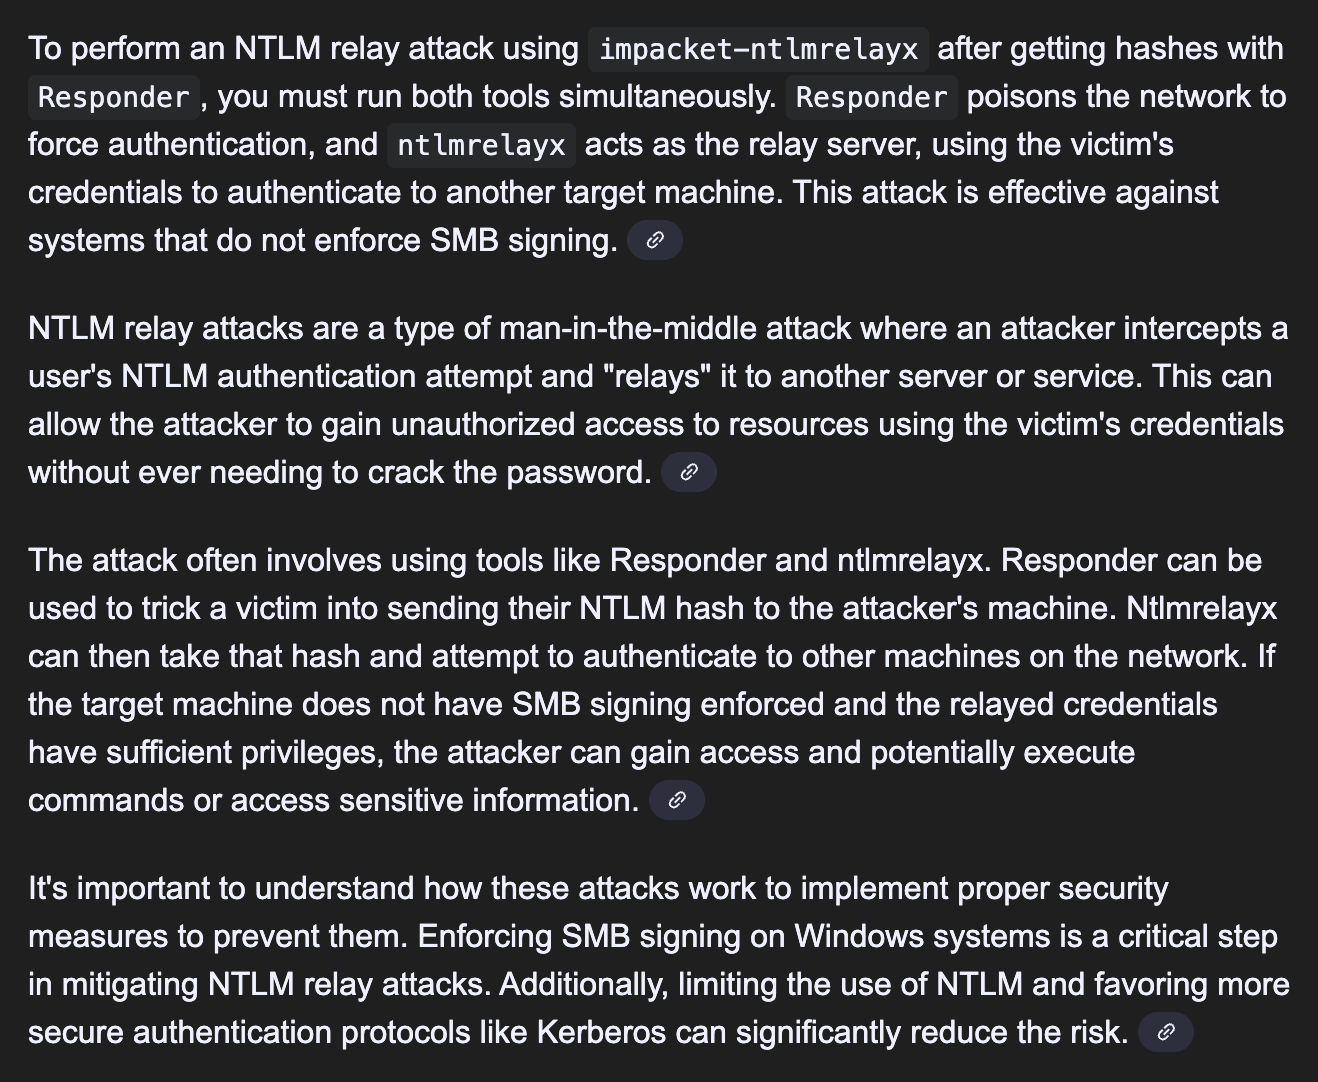 To perform an NTLM relay attack using impacket-ntlmrelayx after getting hashes with
Responder, you must run both tools simultaneously. Responder poisons the network to
force authentication, and ntlmrelayx acts as the relay server, using the victim's
credentials to authenticate to another target machine. This attack is effective against
systems that do not enforce SMB signing.
NTLM relay attacks are a type of man-in-the-middle attack where an attacker intercepts a
user's NTLM authentication attempt and "relays" it to another server or service. This can
allow the attacker to gain unauthorized access to resources using the victim's credentials
without ever needing to crack the password.
The attack often involves using tools like Responder and ntlmrelayx. Responder can be
used to trick a victim into sending their NTLM hash to the attacker's machine. Ntlmrelayx
can then take that hash and attempt to authenticate to other machines on the network. If
the target machine does not have SMB signing enforced and the relayed credentials
have sufficient privileges, the attacker can gain access and potentially execute
commands or access sensitive information.
It's important to understand how these attacks work to implement proper security
measures to prevent them. Enforcing SMB signing on Windows systems is a critical step
in mitigating NTLM relay attacks. Additionally, limiting the use of NTLM and favoring more
secure authentication protocols like Kerberos can significantly reduce the risk.